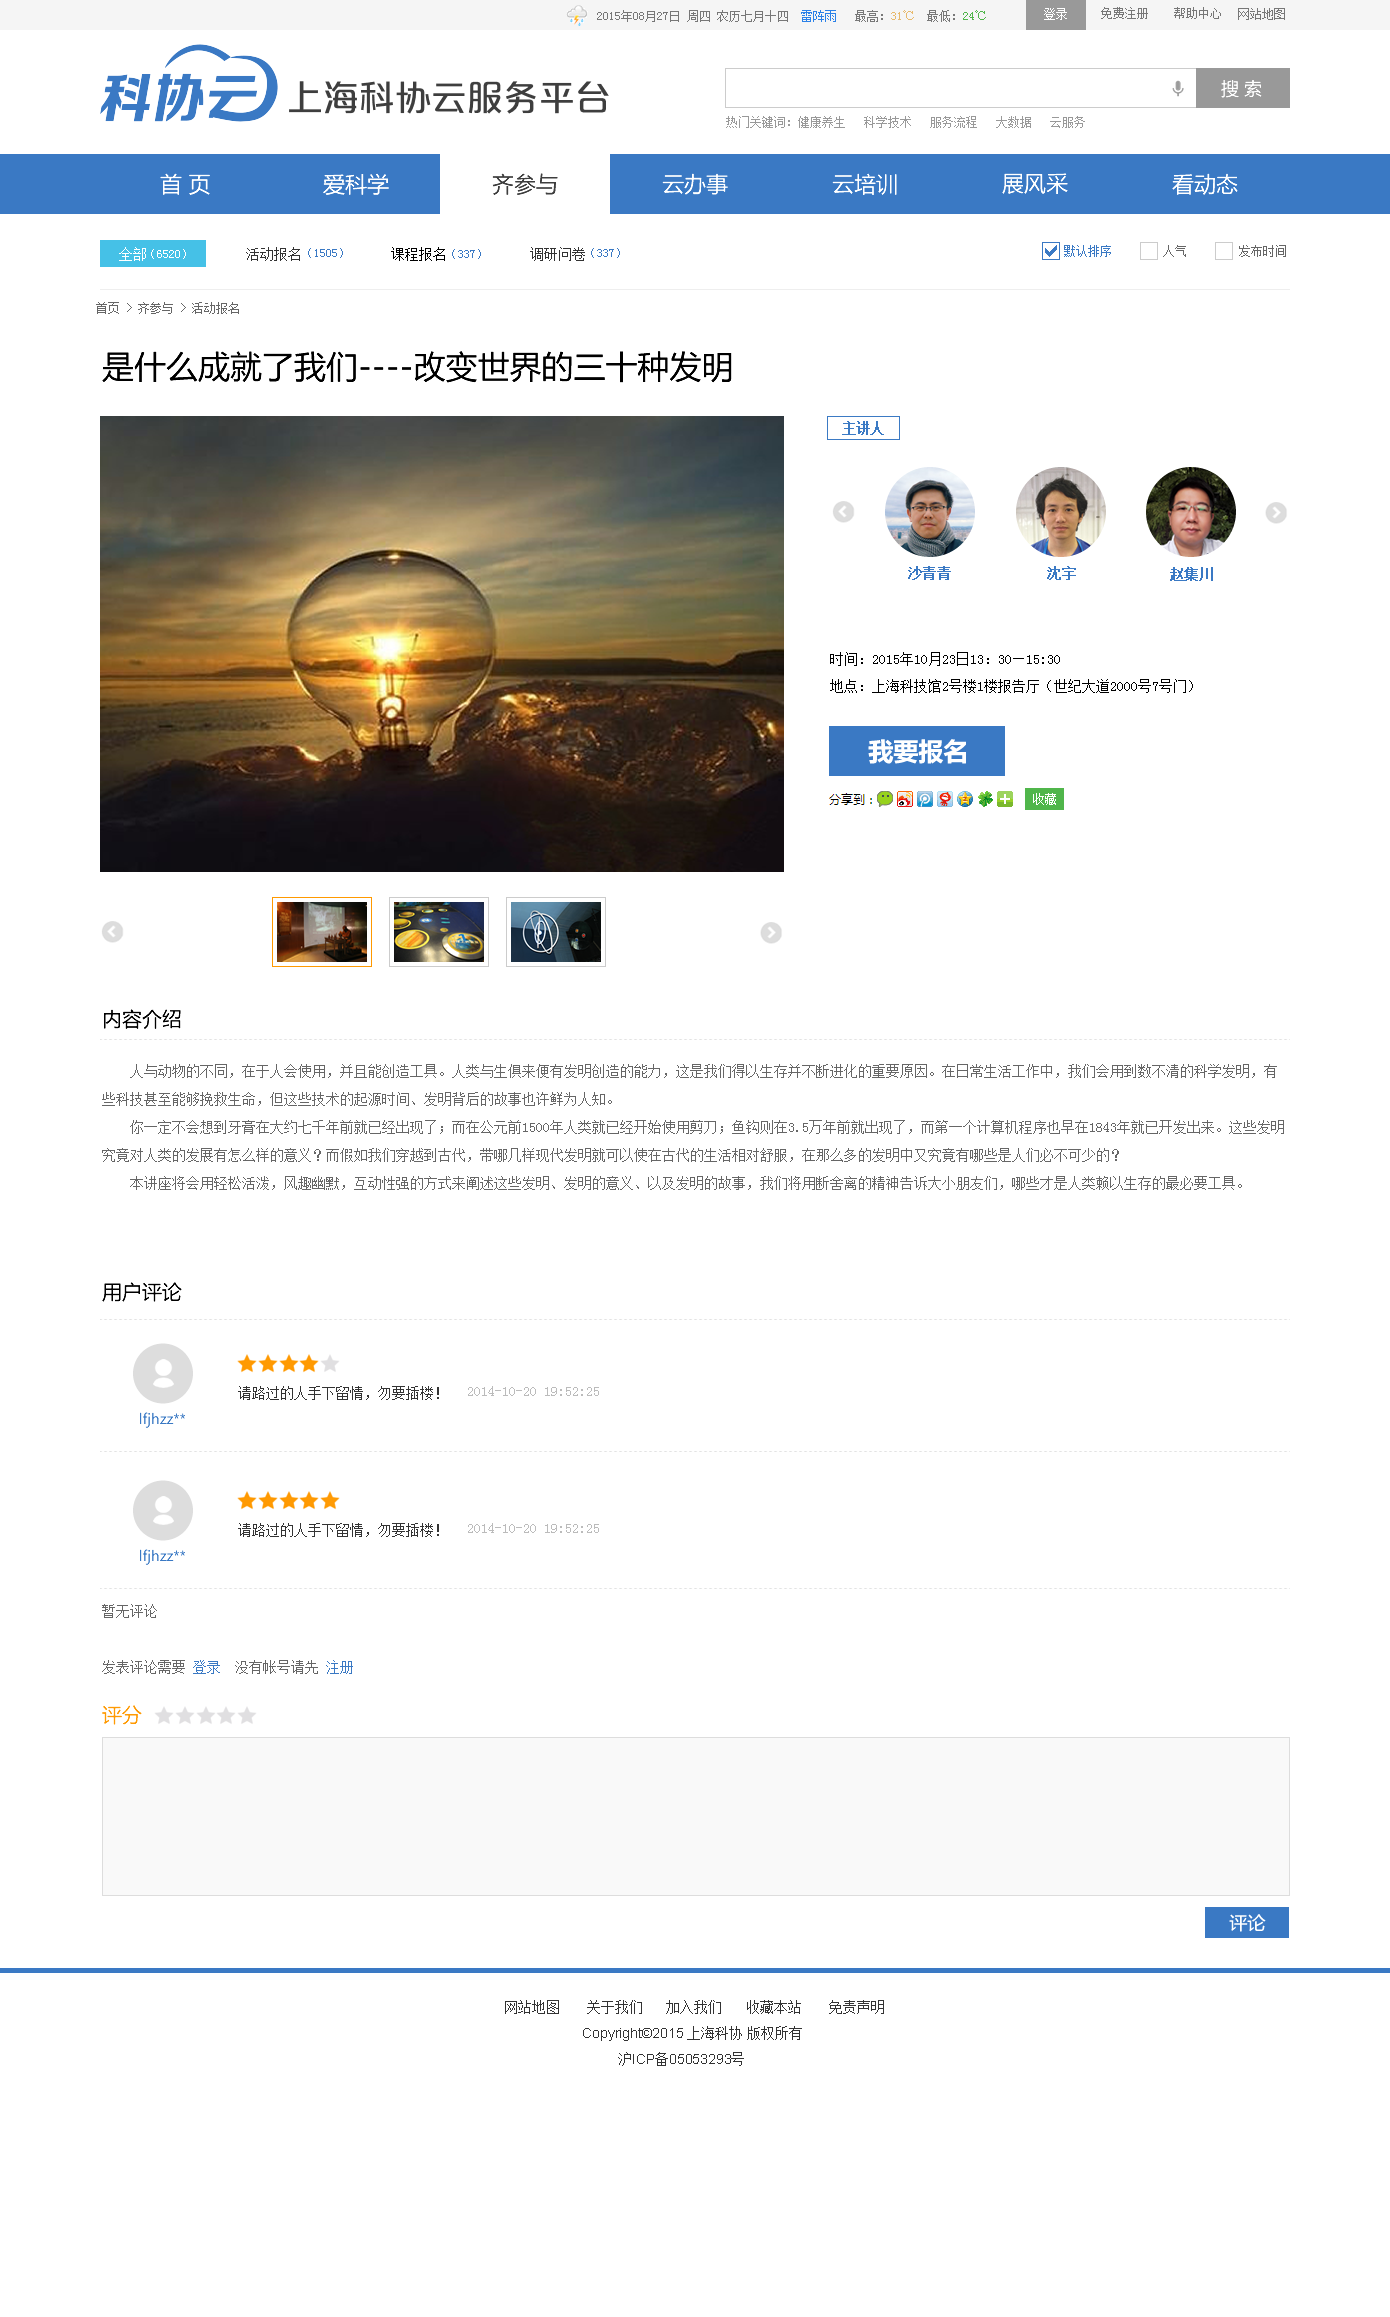 2015年08月27日 周四 农历七月十四 雷阵雨 最高：31℃ 最低：24℃ 登录 免费注册 帮助中心 网站地图
科协云 上海科协云服务平台
搜 索
热门关键词：健康养生 科学技术 服务流程 大数据 云服务
首 页 爱科学 齐参与 云办事 云培训 展风采 看动态
全部（6520） 活动报名（1505） 课程报名（337） 调研问卷（337） 默认排序 人气 发布时间
首页 > 齐参与 > 活动报名
是什么成就了我们----改变世界的三十种发明
主讲人
沙青青 沈宇 赵集川
时间：2015年10月23日13：30—15:30
地点：上海科技馆2号楼1楼报告厅（世纪大道2000号7号门）
我要报名
分享到： 收藏
内容介绍
人与动物的不同，在于人会使用，并且能创造工具。人类与生俱来便有发明创造的能力，这是我们得以生存并不断进化的重要原因。在日常生活工作中，我们会用到数不清的科学发明，有
些科技甚至能够挽救生命，但这些技术的起源时间、发明背后的故事也许鲜为人知。
你一定不会想到牙膏在大约七千年前就已经出现了；而在公元前1500年人类就已经开始使用剪刀；鱼钩则在3.5万年前就出现了，而第一个计算机程序也早在1843年就已开发出来。这些发明
究竟对人类的发展有怎么样的意义？而假如我们穿越到古代，带哪几样现代发明就可以使在古代的生活相对舒服，在那么多的发明中又究竟有哪些是人们必不可少的？
本讲座将会用轻松活泼，风趣幽默，互动性强的方式来阐述这些发明、发明的意义、以及发明的故事，我们将用断舍离的精神告诉大小朋友们，哪些才是人类赖以生存的最必要工具。
用户评论
请路过的人手下留情，勿要插楼！ 2014-10-20 19:52:25
lfjhzz**
请路过的人手下留情，勿要插楼！ 2014-10-20 19:52:25
lfjhzz**
暂无评论
发表评论需要 登录 没有帐号请先 注册
评分
评论
网站地图 关于我们 加入我们 收藏本站 免责声明
Copyright©2015 上海科协 版权所有
沪ICP备05053293号